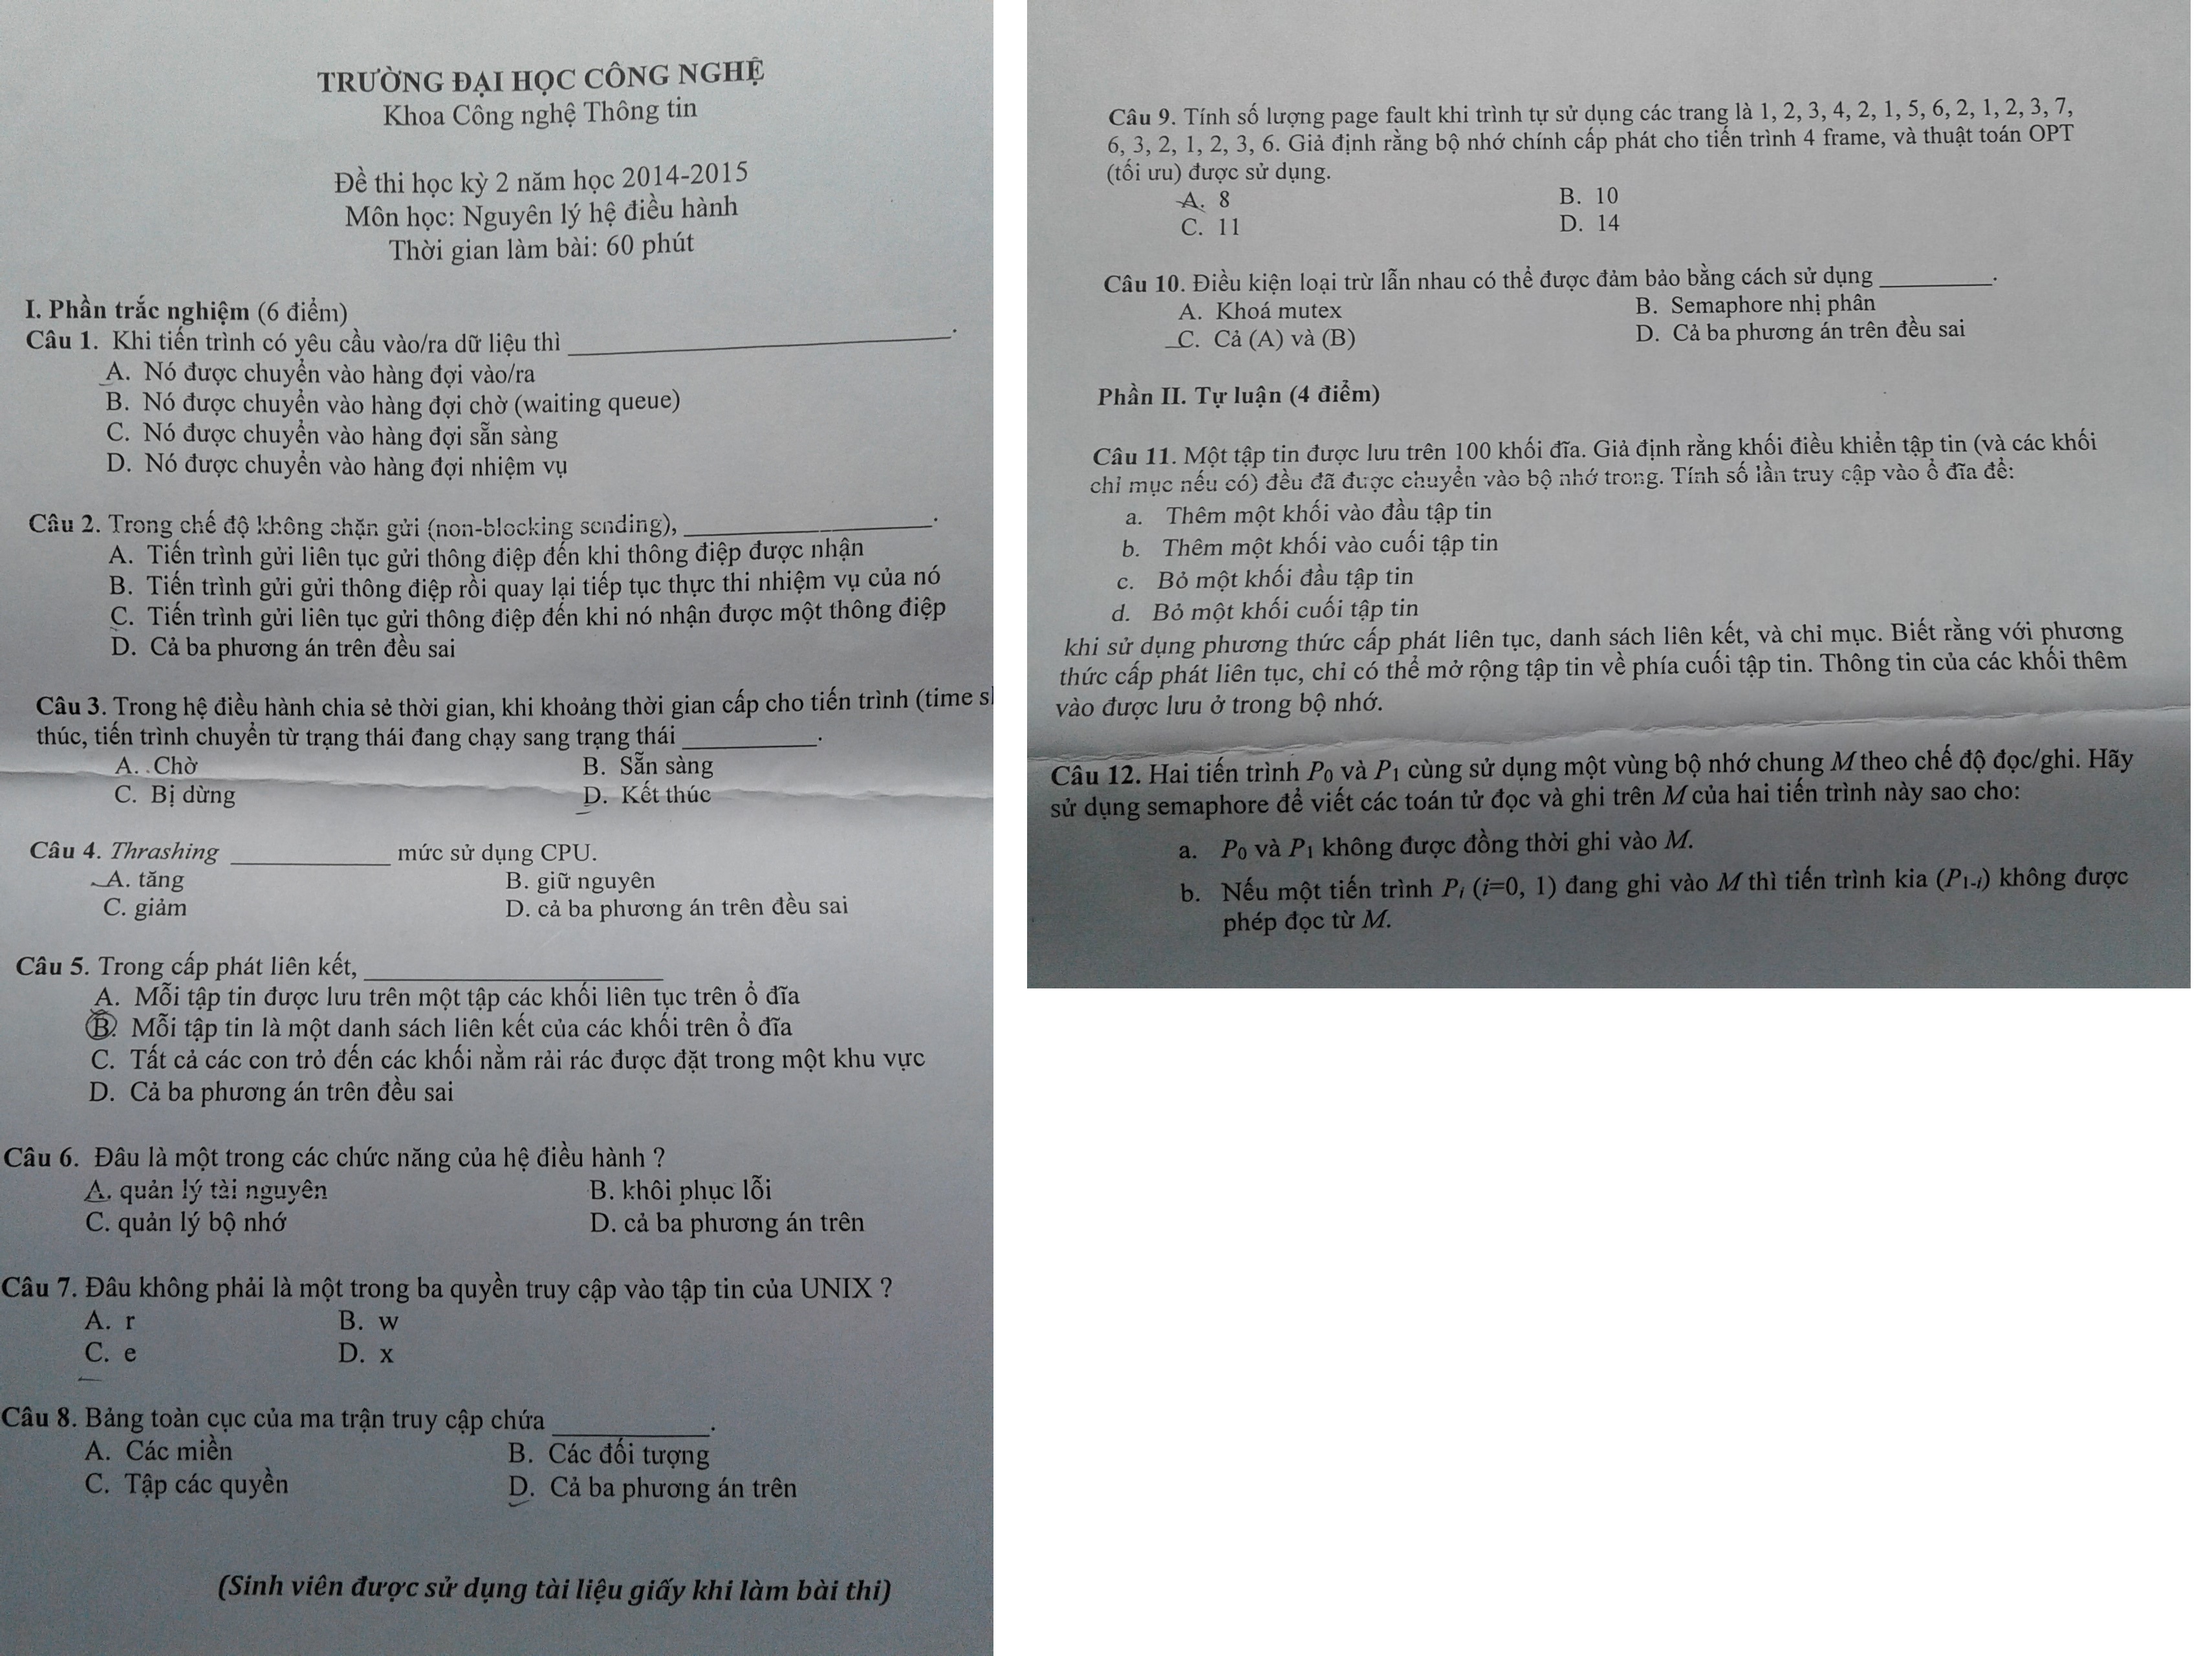 TRƯỜNG ĐẠI HỌC CÔNG NGHỆ
Khoa Công nghệ Thông tin
Đề thi học kỳ 2 năm học 2014-2015
Môn học: Nguyên lý hệ điều hành
Thời gian làm bài: 60 phút
I. Phần trắc nghiệm (6 điểm)
Câu 1. Khi tiến trình có yêu cầu vào/ra dữ liệu thì ____________________.
A. Nó được chuyển vào hàng đợi vào/ra
B. Nó được chuyển vào hàng đợi chờ (waiting queue)
C. Nó được chuyển vào hàng đợi sẵn sàng
D. Nó được chuyển vào hàng đợi nhiệm vụ
Câu 2. Trong chế độ không chặn gửi (non-blocking sending), ____________________.
A. Tiến trình gửi liên tục gửi thông điệp đến khi thông điệp được nhận
B. Tiến trình gửi gửi thông điệp rồi quay lại tiếp tục thực thi nhiệm vụ của nó
C. Tiến trình gửi liên tục gửi thông điệp đến khi nó nhận được một thông điệp
D. Cả ba phương án trên đều sai
Câu 3. Trong hệ điều hành chia sẻ thời gian, khi khoảng thời gian cấp cho tiến trình (time
thúc, tiến trình chuyển từ trạng thái đang chạy sang trạng thái __________.
A. Chờ B. Sẵn sàng
C. Bị dừng D. Kết thúc
Câu 4. Thrashing ____________ mức sử dụng CPU.
A. tăng B. giữ nguyên
C. giảm D. cả ba phương án trên đều sai
Câu 5. Trong cấp phát liên kết, ____________________
A. Mỗi tập tin được lưu trên một tập các khối liên tục trên ổ đĩa
B. Mỗi tập tin là một danh sách liên kết của các khối trên ổ đĩa
C. Tất cả các con trỏ đến các khối nằm rải rác được đặt trong một khu vực
D. Cả ba phương án trên đều sai
Câu 6. Đâu là một trong các chức năng của hệ điều hành ?
A. quản lý tài nguyên B. khôi phục lỗi
C. quản lý bộ nhớ D. cả ba phương án trên
Câu 7. Đâu không phải là một trong ba quyền truy cập vào tập tin của UNIX ?
A. r B. w
C. e D. x
Câu 8. Bảng toàn cục của ma trận truy cập chứa ____________.
A. Các miền B. Các đối tượng
C. Tập các quyền D. Cả ba phương án trên
(Sinh viên được sử dụng tài liệu giấy khi làm bài thi)
Câu 9. Tính số lượng page fault khi trình tự sử dụng các trang là 1, 2, 3, 4, 2, 1, 5, 6, 2, 1, 2, 3, 7,
6, 3, 2, 1, 2, 3, 6. Giả định rằng bộ nhớ chính cấp phát cho tiến trình 4 frame, và thuật toán OPT
(tối ưu) được sử dụng.
A. 8 B. 10
C. 11 D. 14
Câu 10. Điều kiện loại trừ lẫn nhau có thể được đảm bảo bằng cách sử dụng _________.
A. Khoá mutex B. Semaphore nhị phân
C. Cả (A) và (B) D. Cả ba phương án trên đều sai
Phần II. Tự luận (4 điểm)
Câu 11. Một tập tin được lưu trên 100 khối đĩa. Giả định rằng khối điều khiển tập tin (và các khối
chỉ mục nếu có) đều đã được chuyển vào bộ nhớ trong. Tính số lần truy cập vào ổ đĩa để:
a. Thêm một khối vào đầu tập tin
b. Thêm một khối vào cuối tập tin
c. Bỏ một khối đầu tập tin
d. Bỏ một khối cuối tập tin
khi sử dụng phương thức cấp phát liên tục, danh sách liên kết, và chỉ mục. Biết rằng với phương
thức cấp phát liên tục, chỉ có thể mở rộng tập tin về phía cuối tập tin. Thông tin của các khối thêm
vào được lưu ở trong bộ nhớ.
Câu 12. Hai tiến trình P0 và P1 cùng sử dụng một vùng bộ nhớ chung M theo chế độ đọc/ghi. Hãy
sử dụng semaphore để viết các toán tử đọc và ghi trên M của hai tiến trình này sao cho:
a. P0 và P1 không được đồng thời ghi vào M.
b. Nếu một tiến trình Pi (i=0, 1) đang ghi vào M thì tiến trình kia (P1-i) không được
phép đọc từ M.